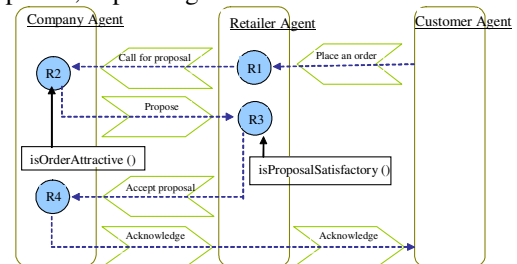 Company Agent
Retailer Agent
Customer Agent
Call for proposal
Place an order
R2
R1
Propose
R3
isOrderAttractive ()
isProposalSatisfactory ()
Accept proposal
R4
Acknowledge
Acknowledge